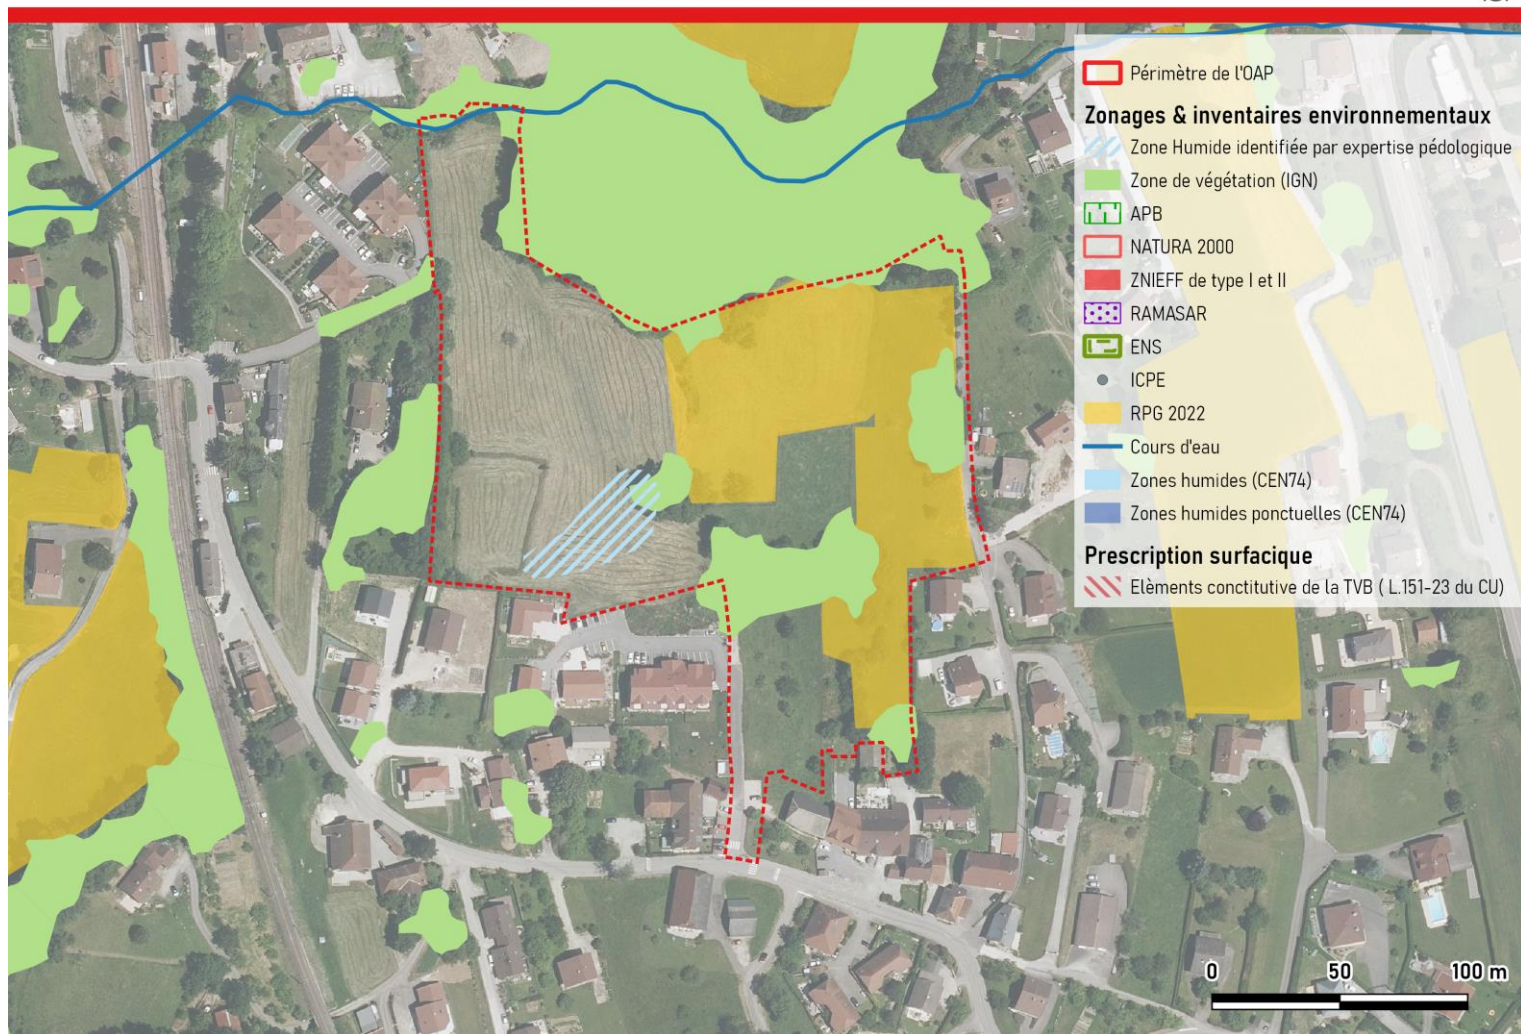 Périmètre de l'OAP
Zonages & inventaires environnementaux
Zone Humide identifiée par expertise pédologique
Zone de végétation (IGN)
APB
NATURA 2000
ZNIEFF de type I et II
RAMASAR
ENS
ICPE
RPG 2022
Cours d'eau
Zones humides (CEN74)
Zones humides ponctuelles (CEN74)
Prescription surfacique
Elèments conctitutive de la TVB ( L.151-23 du CU)
0 50 100 m